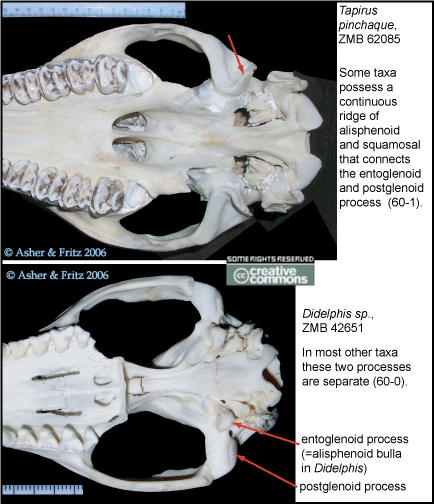 Tapirus
pinchaque,
ZMB 62085
Some taxa
possess a
continuous
ridge of
alisphenoid
and squamosal
that connects
the entoglenoid
and postglenoid
process (60-1).
© Asher & Fritz 2006
SOME RIGHTS RESERVED
cc creative
commons
© Asher & Fritz 2006
Didelphis sp.,
ZMB 42651
In most other taxa
these two processes
are separate (60-0).
entoglenoid process
(=alisphenoid bulla
in Didelphis)
postglenoid process